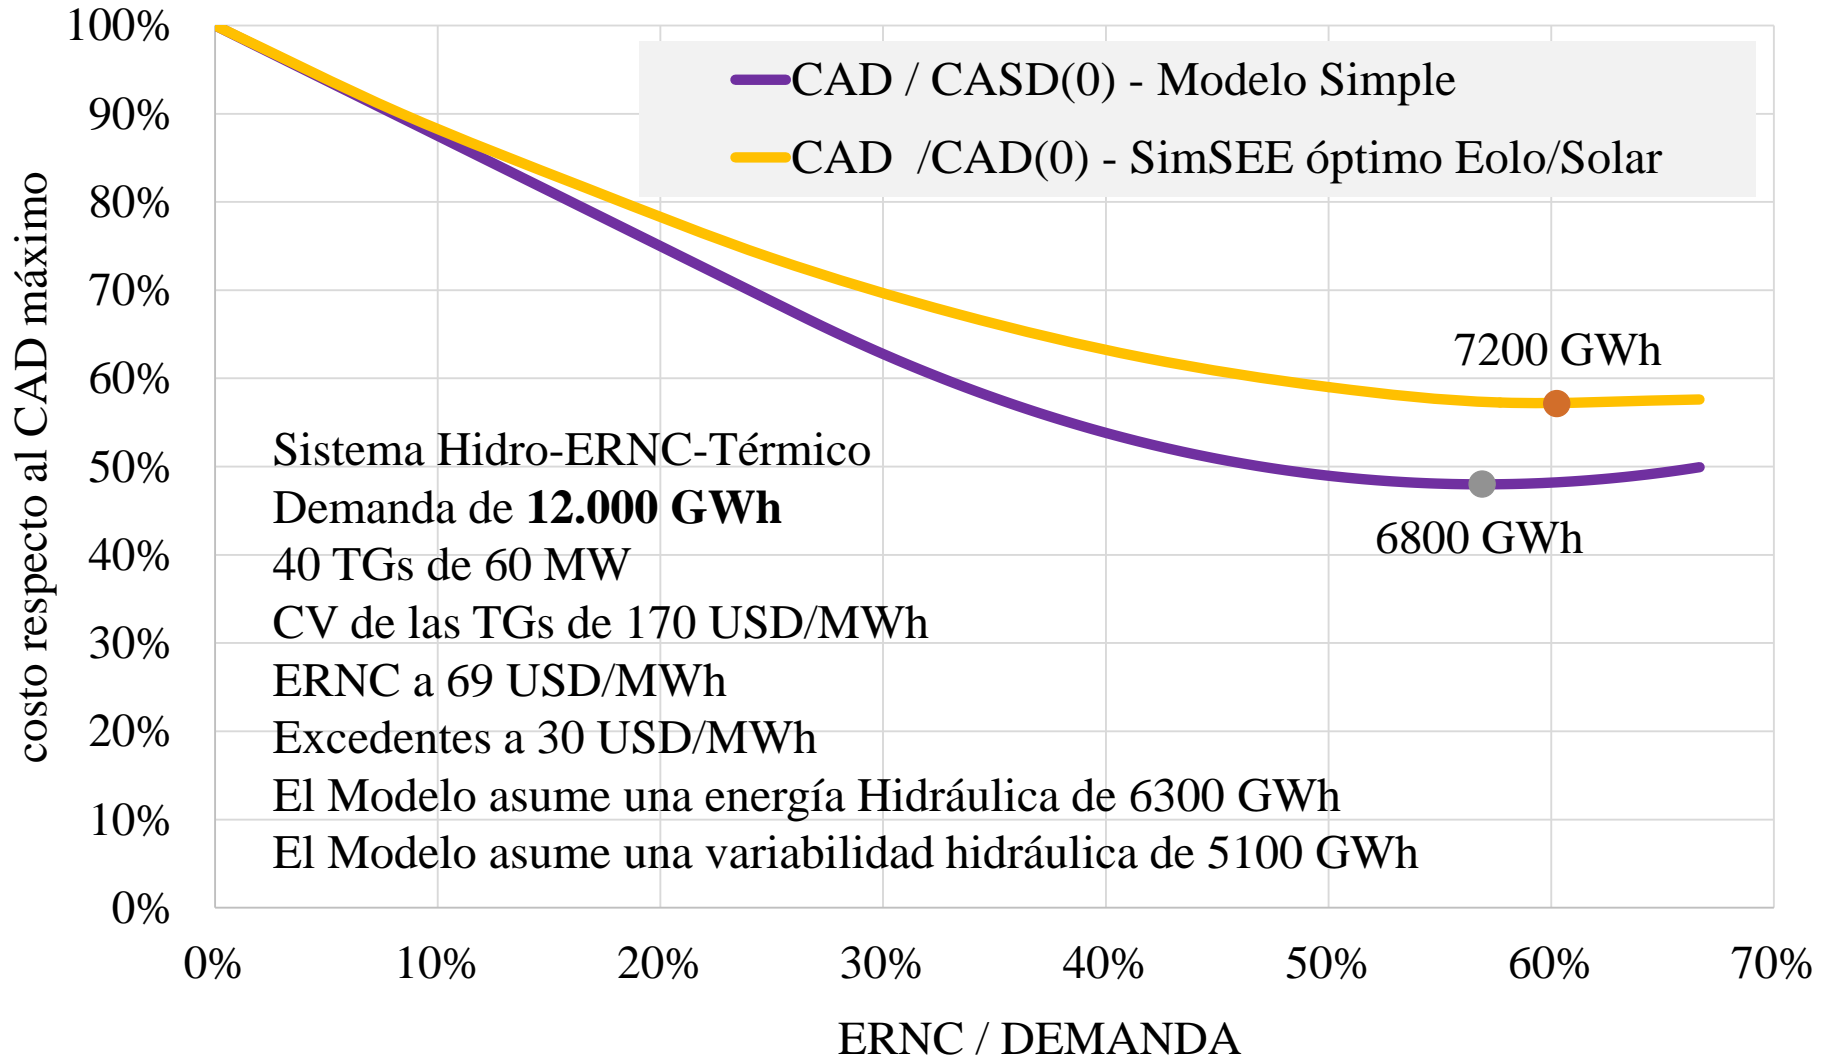 100%
90%
80%
70%
60%
50%
40%
30%
20%
10%
0%
costo respecto al CAD máximo
CAD / CASD(0) - Modelo Simple
CAD /CAD(0) - SimSEE óptimo Eolo/Solar
7200 GWh
6800 GWh
Sistema Hidro-ERNC-Térmico
Demanda de 12.000 GWh
40 TGs de 60 MW
CV de las TGs de 170 USD/MWh
ERNC a 69 USD/MWh
Excedentes a 30 USD/MWh
El Modelo asume una energía Hidráulica de 6300 GWh
El Modelo asume una variabilidad hidráulica de 5100 GWh
0% 10% 20% 30% 40% 50% 60% 70%
ERNC / DEMANDA